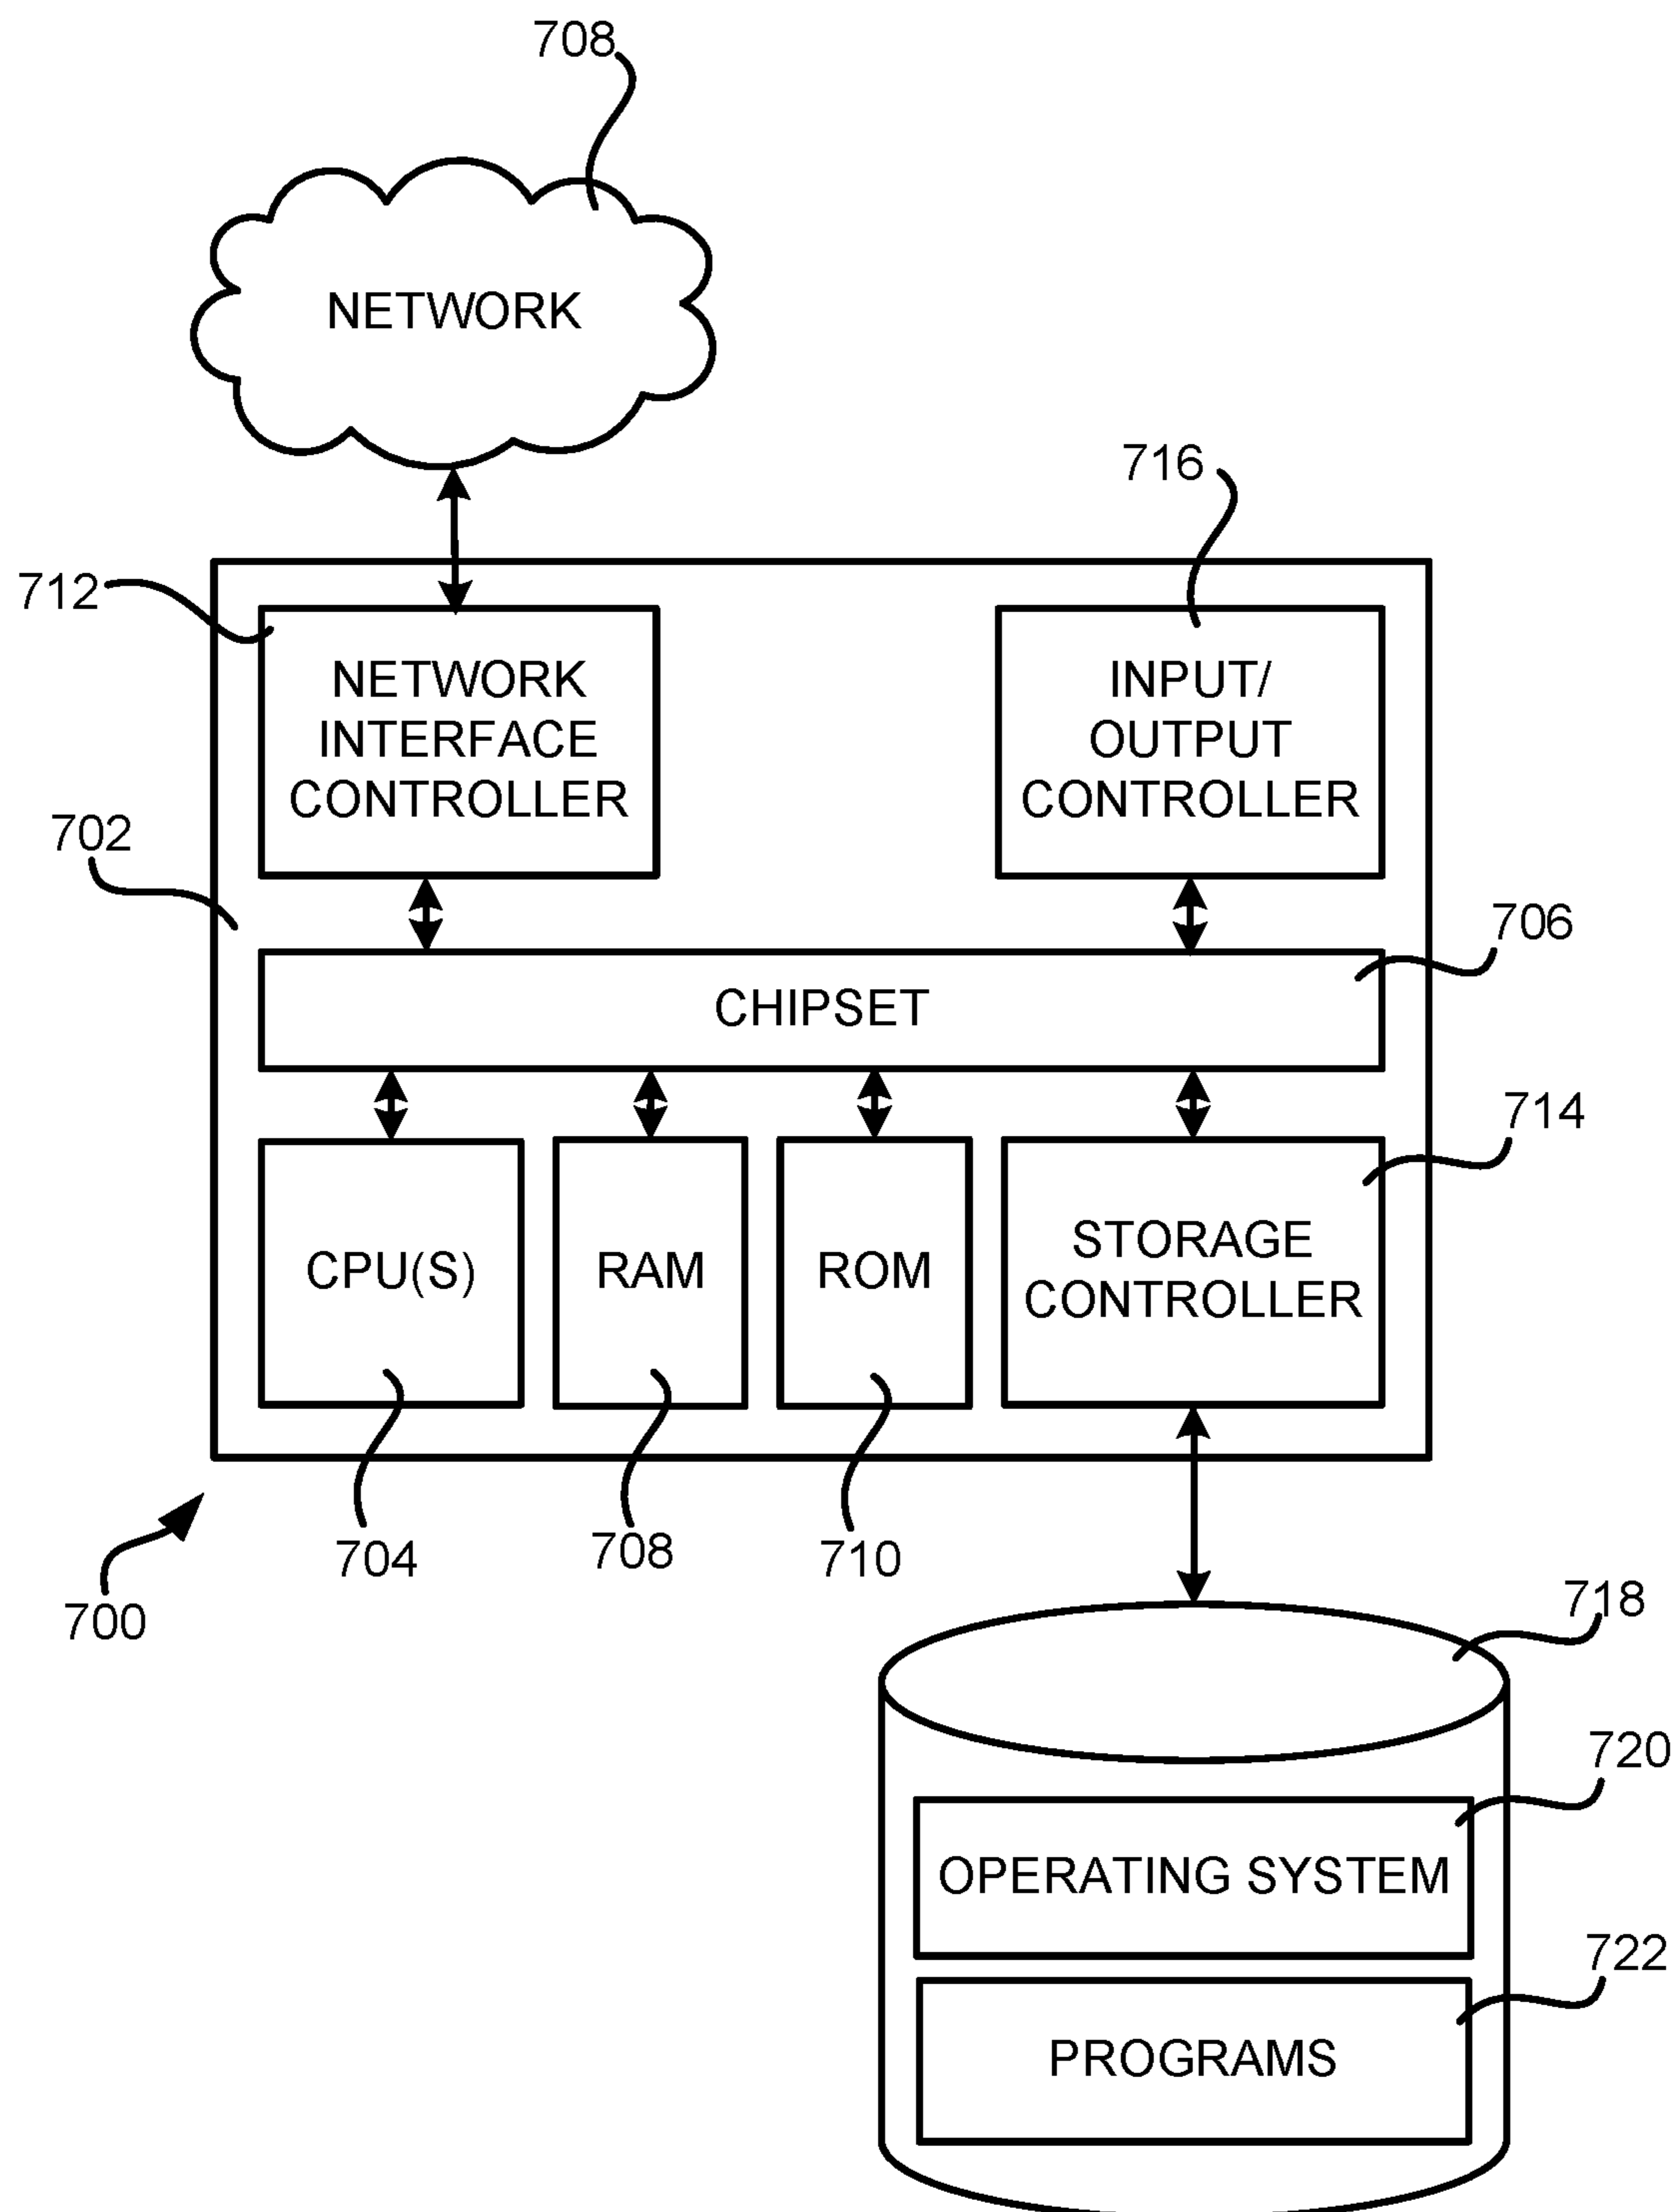 708
NETWORK
716
712
NETWORK
INTERFACE
CONTROLLER
INPUT/
OUTPUT
CONTROLLER
702
706
CHIPSET
714
CPU(S)
RAM
ROM
STORAGE
CONTROLLER
704
708
710
700
718
720
OPERATING SYSTEM
722
PROGRAMS